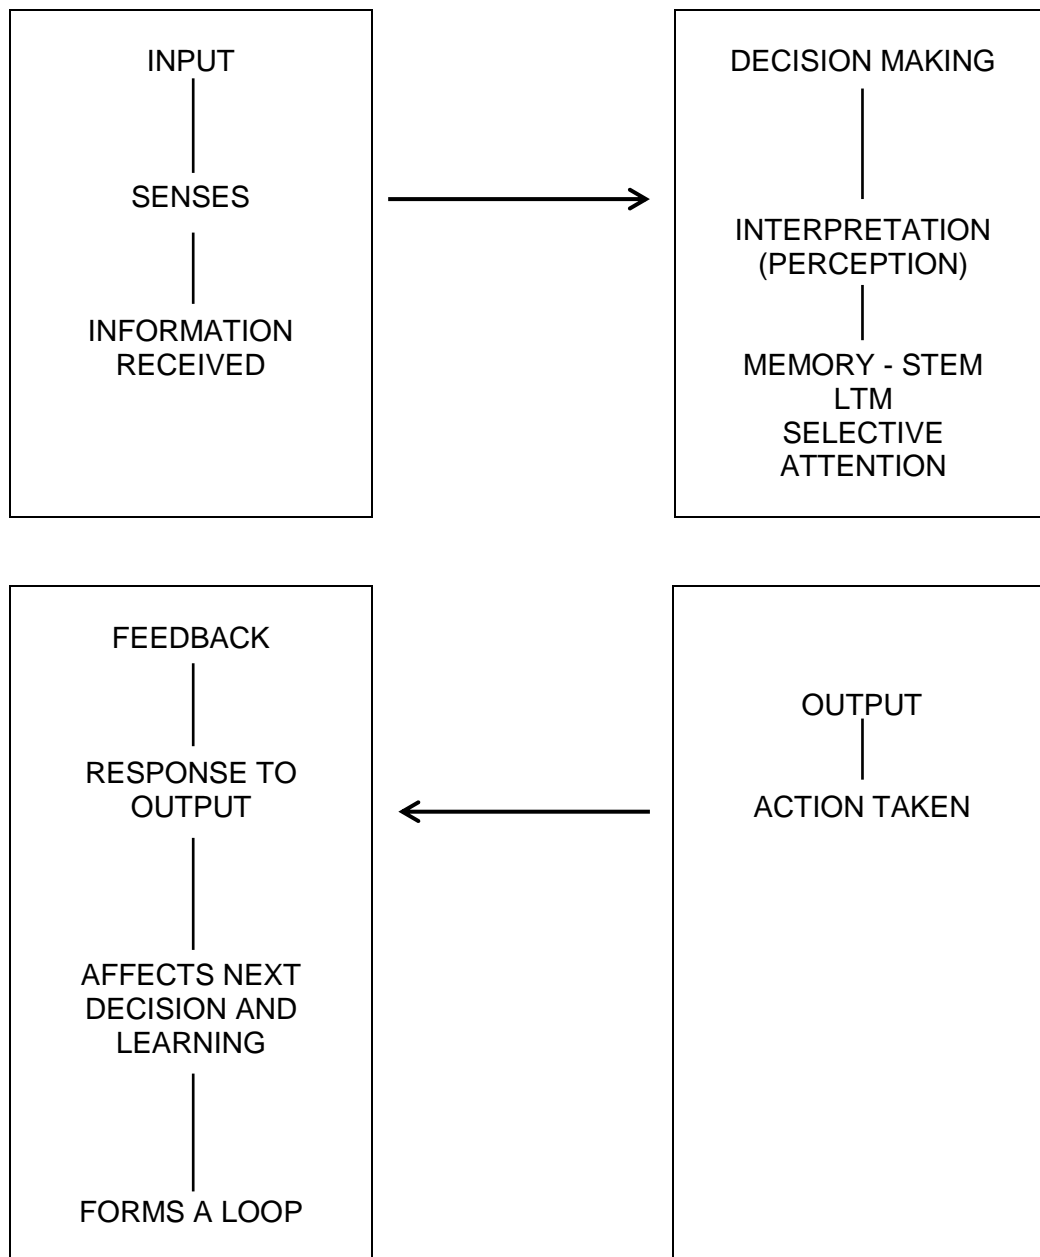 INPUT
SENSES
INFORMATION
RECEIVED
DECISION MAKING
INTERPRETATION
(PERCEPTION)
MEMORY - STEM
LTM
SELECTIVE
ATTENTION
FEEDBACK
RESPONSE TO
OUTPUT
AFFECTS NEXT
DECISION AND
LEARNING
FORMS A LOOP
OUTPUT
ACTION TAKEN